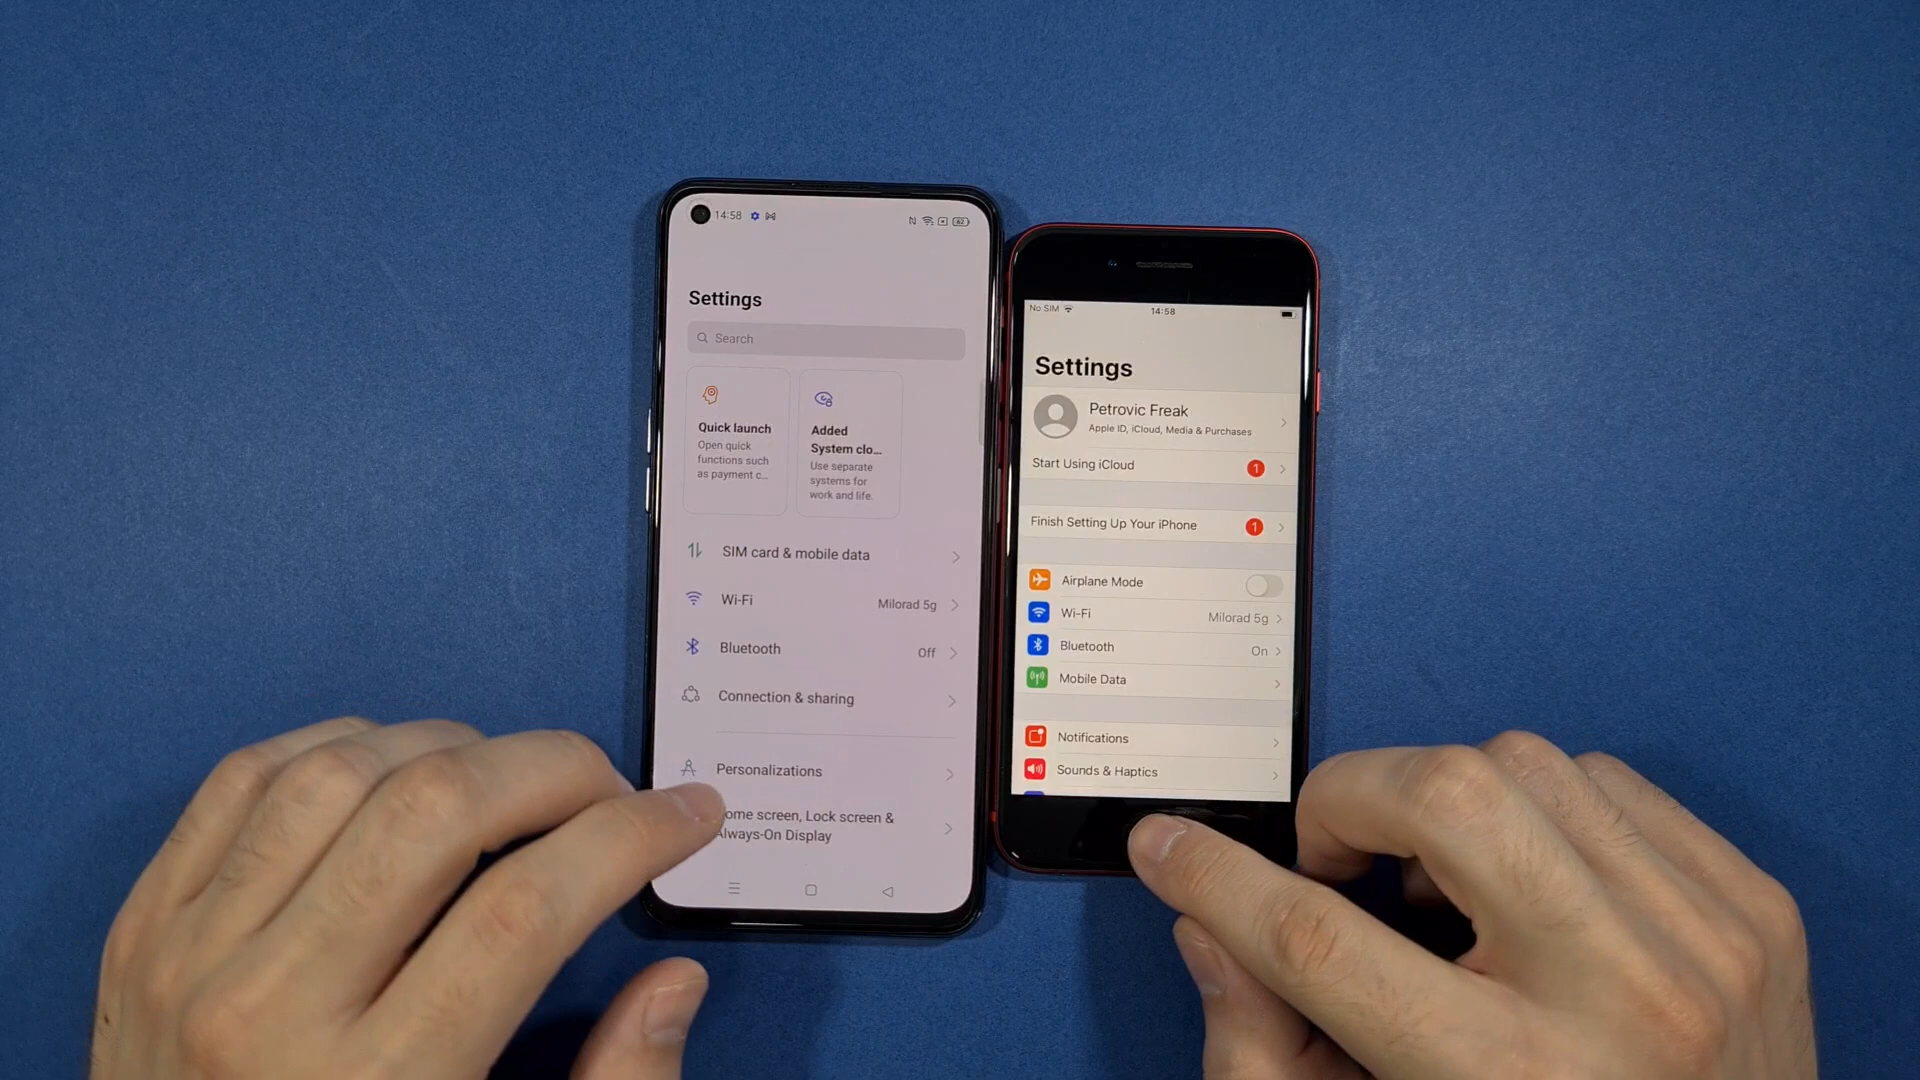 14:58
62
Settings
Search
Quick launch
Open quick
functions such
as payment c...
Added
System clo...
Use separate
systems for
work and life.
SIM card & mobile data
Wi-Fi
Milorad 5g
Bluetooth
Off
Connection & sharing
Personalizations
ome screen, Lock screen &
Always-On Display
No SIM
14:58
Settings
Petrovic Freak
Apple ID, iCloud, Media & Purchases
Start Using iCloud
1
Finish Setting Up Your iPhone
1
Airplane Mode
Wi-Fi
Milorad 5g
Bluetooth
On
Mobile Data
Notifications
Sounds & Haptics